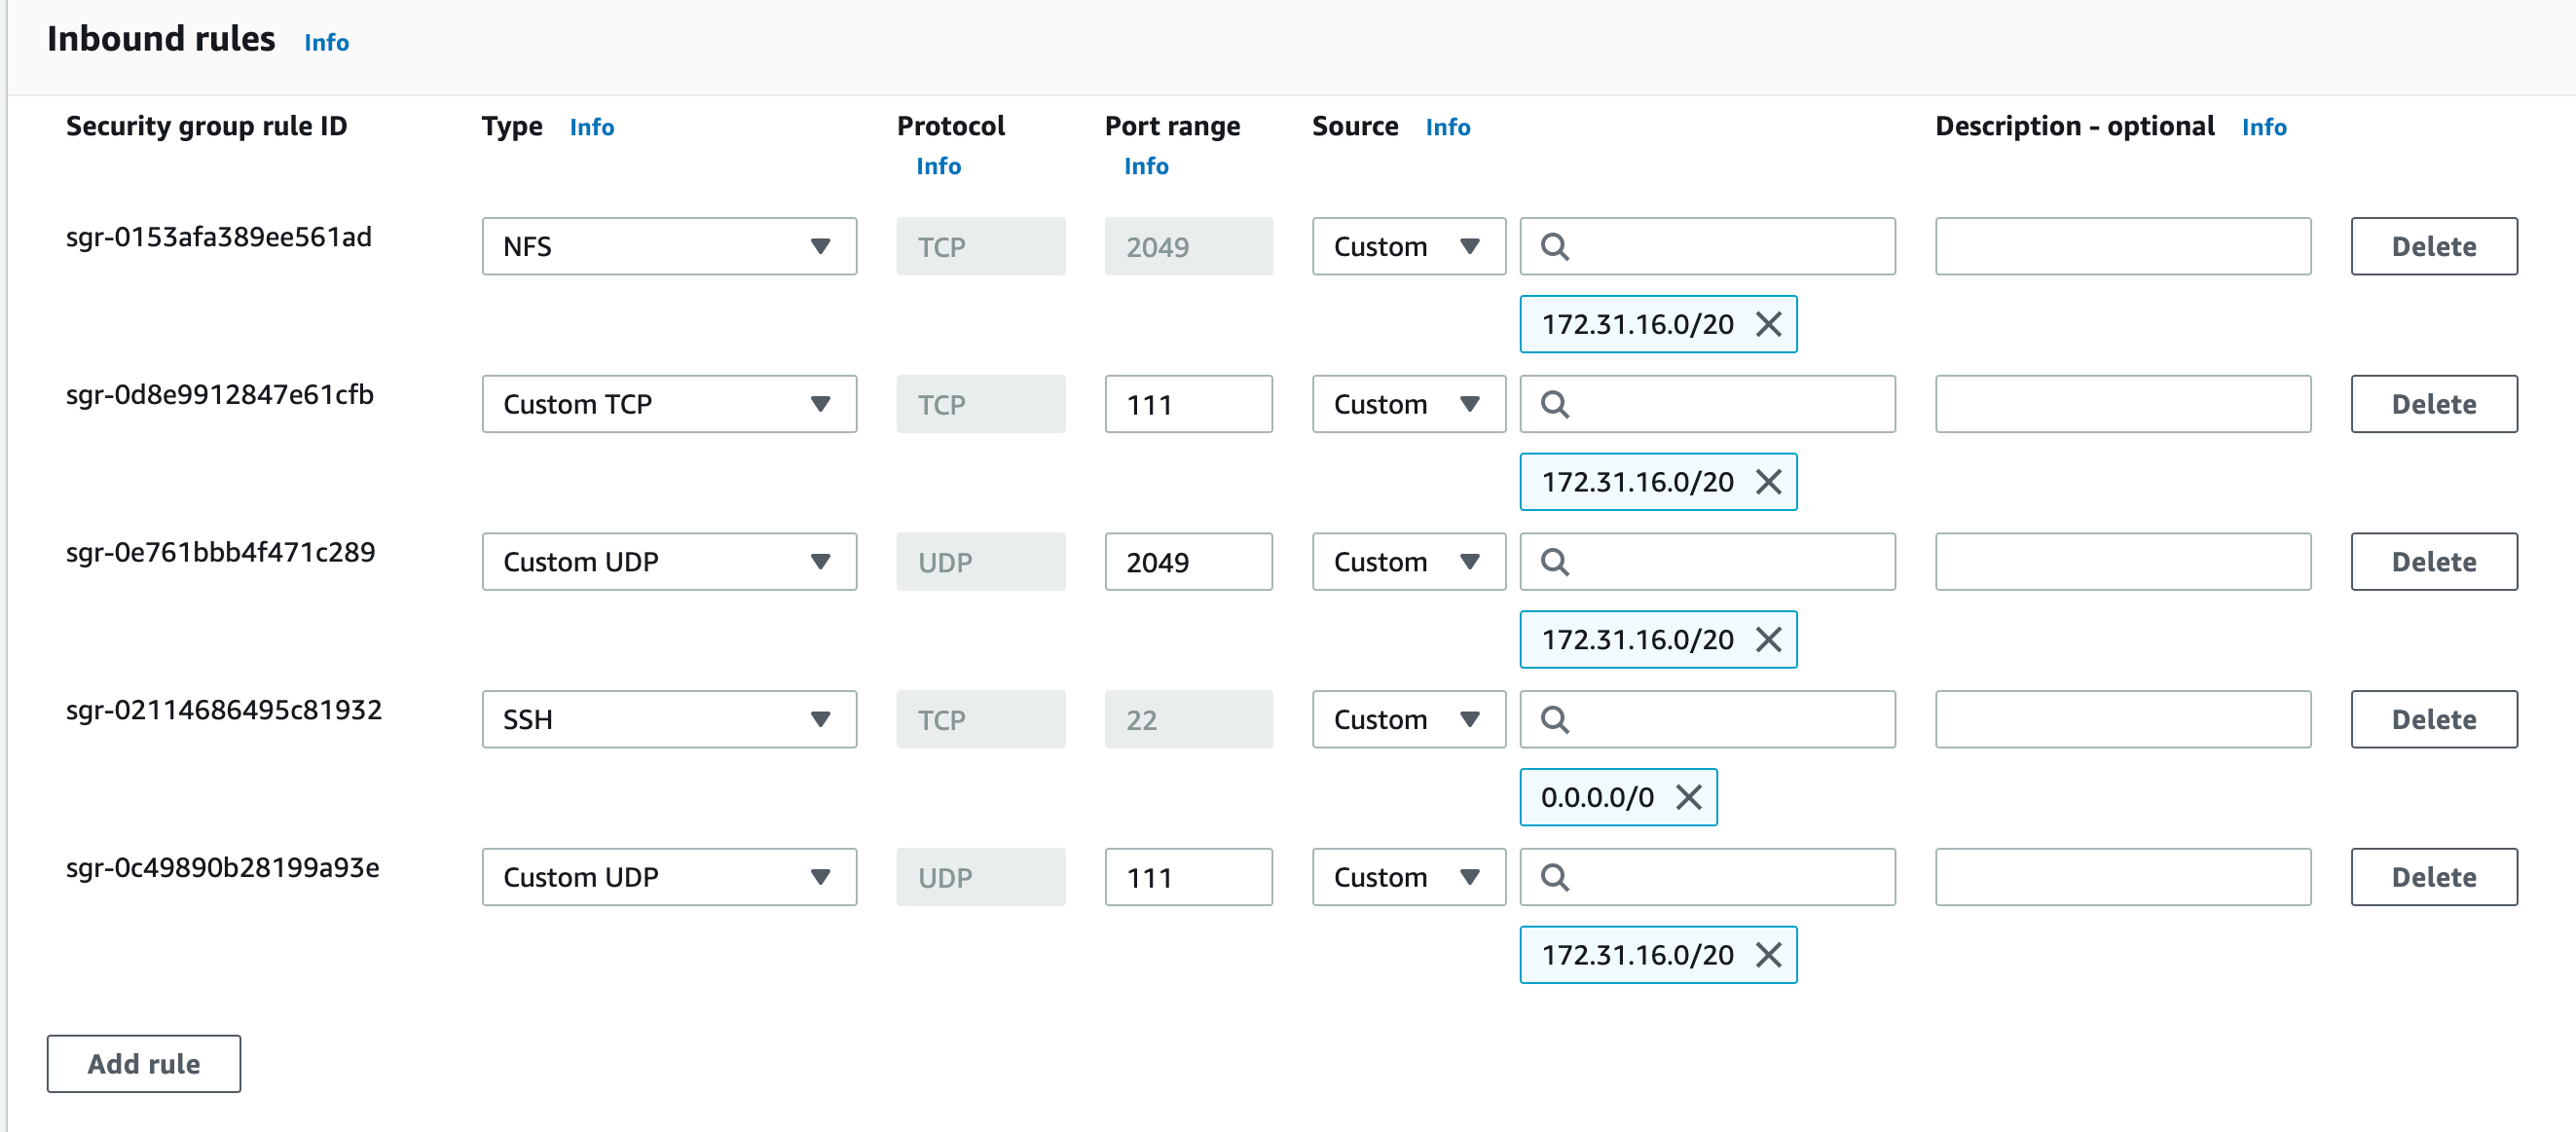 Inbound rules Info
Security group rule ID Type Info Protocol Info Port range Info Source Info Description - optional Info
sgr-0153afa389ee561ad NFS TCP 2049 Custom Delete
172.31.16.0/20
sgr-0d8e9912847e61cfb Custom TCP TCP 111 Custom Delete
172.31.16.0/20
sgr-0e761bbb4f471c289 Custom UDP UDP 2049 Custom Delete
172.31.16.0/20
sgr-02114686495c81932 SSH TCP 22 Custom Delete
0.0.0.0/0
sgr-0c49890b28199a93e Custom UDP UDP 111 Custom Delete
172.31.16.0/20
Add rule